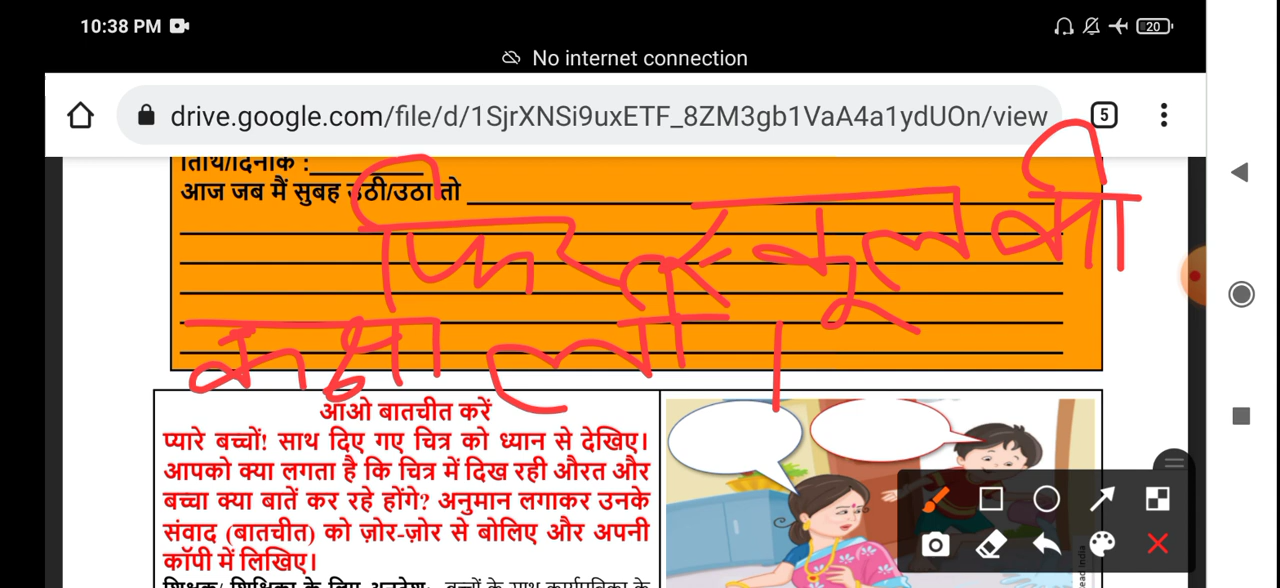 10:38 PM
20
No internet connection
drive.google.com/file/d/1SjrXNSi9uxETF_8ZM3gb1VaA4a1ydUOn/view
5
तिथि/दिनांक :
आज जब मैं सुबह उठी/उठा तो
फिर स्कूल की
कक्षा ली।
आओ बातचीत करें
प्यारे बच्चों! साथ दिए गए चित्र को ध्यान से देखिए।
आपको क्या लगता है कि चित्र में दिख रही औरत और
बच्चा क्या बातें कर रहे होंगे? अनुमान लगाकर उनके
संवाद (बातचीत) को ज़ोर-ज़ोर से बोलिए और अपनी
कॉपी में लिखिए।